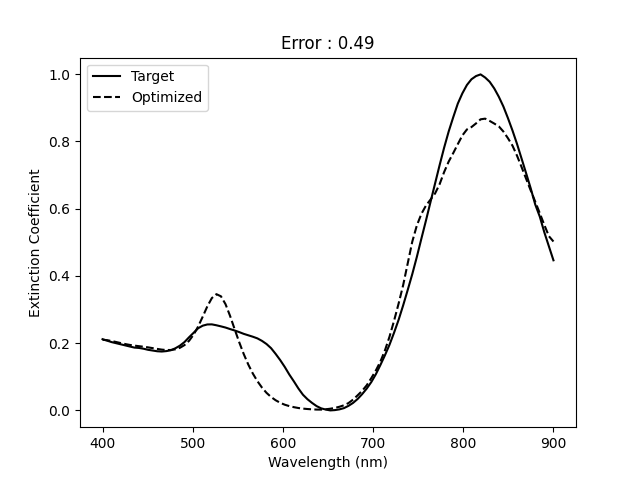 Error : 0.49
Target
Optimized
1.0
0.8
0.6
0.4
0.2
0.0
Extinction Coefficient
400 500 600 700 800 900
Wavelength (nm)